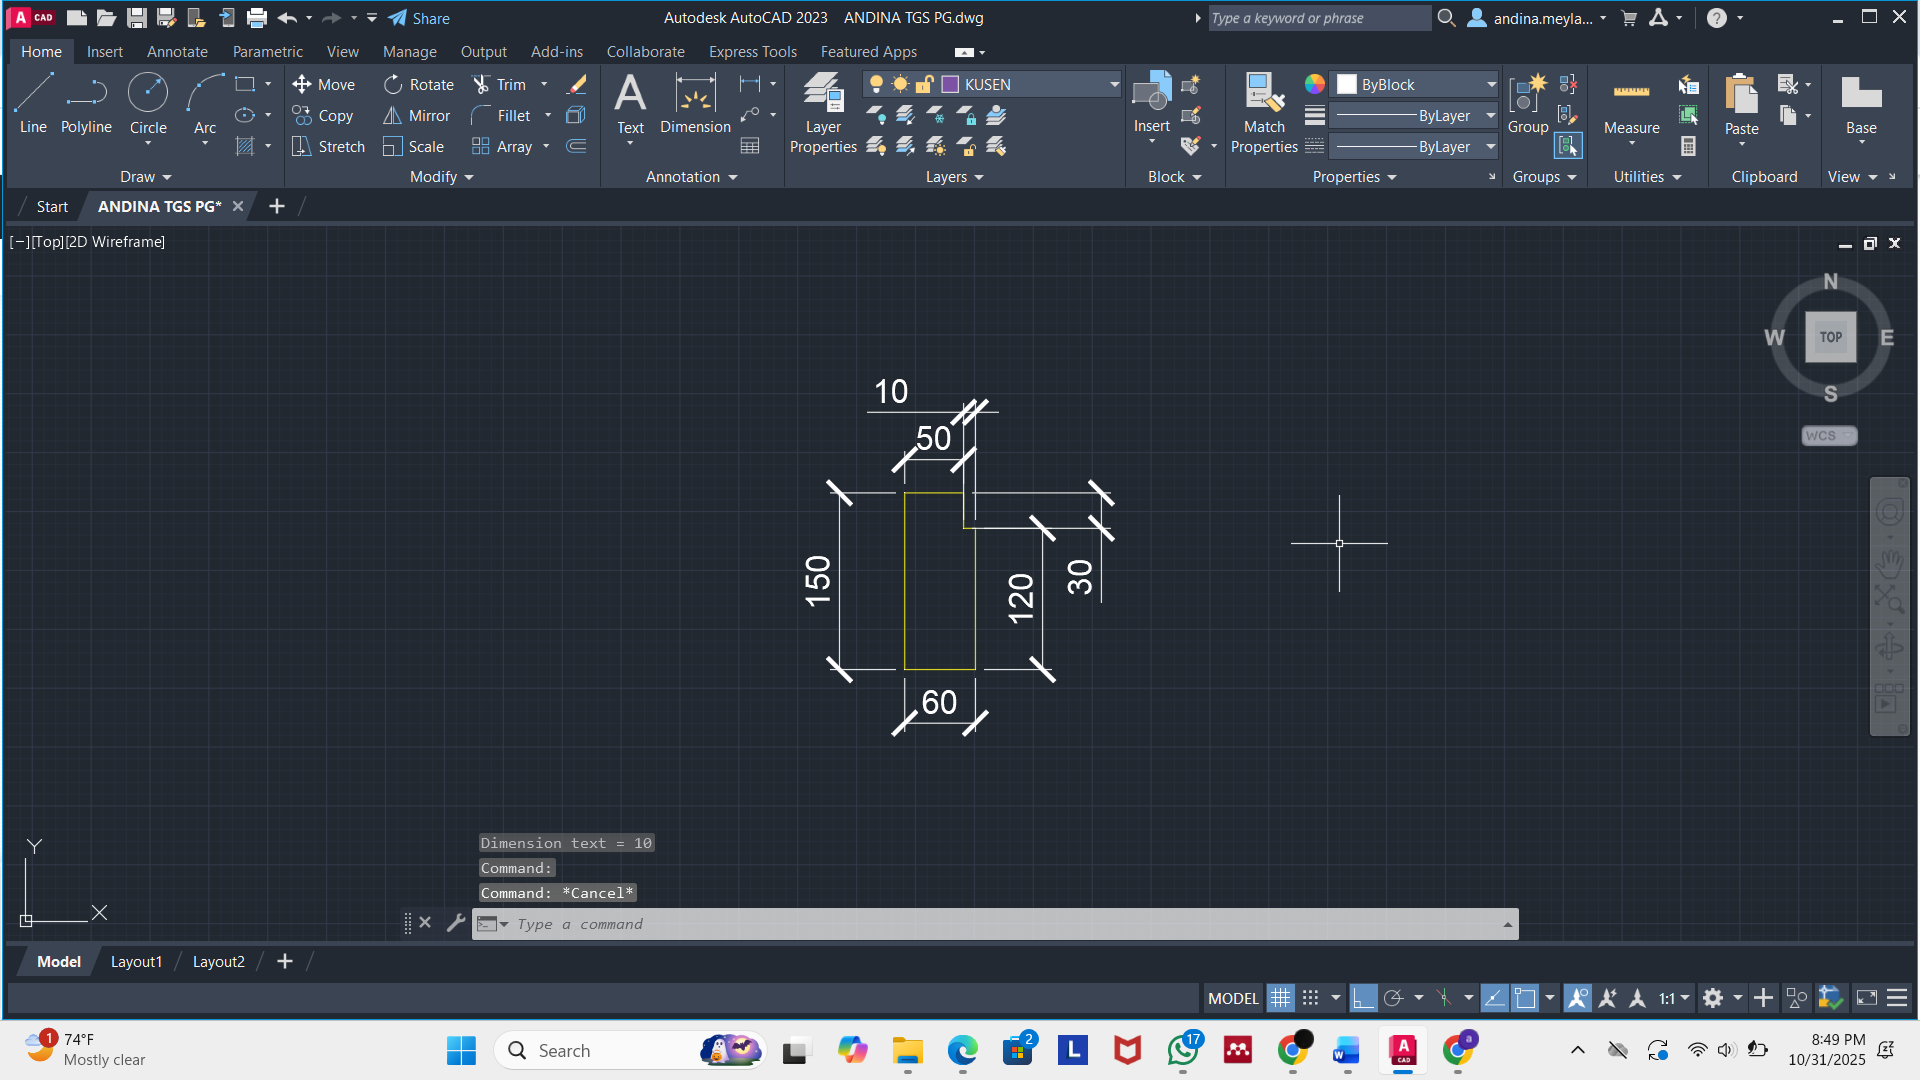 A CAD
Share
Autodesk AutoCAD 2023 ANDINA TGS PG.dwg
Type a keyword or phrase
andina.meyla...
Home Insert Annotate Parametric View Manage Output Add-ins Collaborate Express Tools Featured Apps
Line Polyline Circle Arc
Draw
Move Rotate Trim
Copy Mirror Fillet
Stretch Scale Array
Modify
Text Dimension
Annotation
Layer Properties
KUSEN
Layers
Insert
Block
Match Properties
ByBlock
ByLayer
ByLayer
Properties
Group
Groups
Measure
Utilities
Paste
Clipboard
Base
View
Start ANDINA TGS PG*
[−][Top][2D Wireframe]
N
W TOP E
S
WCS
10
50
150
120
30
60
Y
X
Dimension text = 10
Command:
Command: *Cancel*
Type a command
Model Layout1 Layout2
MODEL 1:1
1
74°F
Mostly clear
Search
2
L
17
W
A CAD
a
8:49 PM
10/31/2025